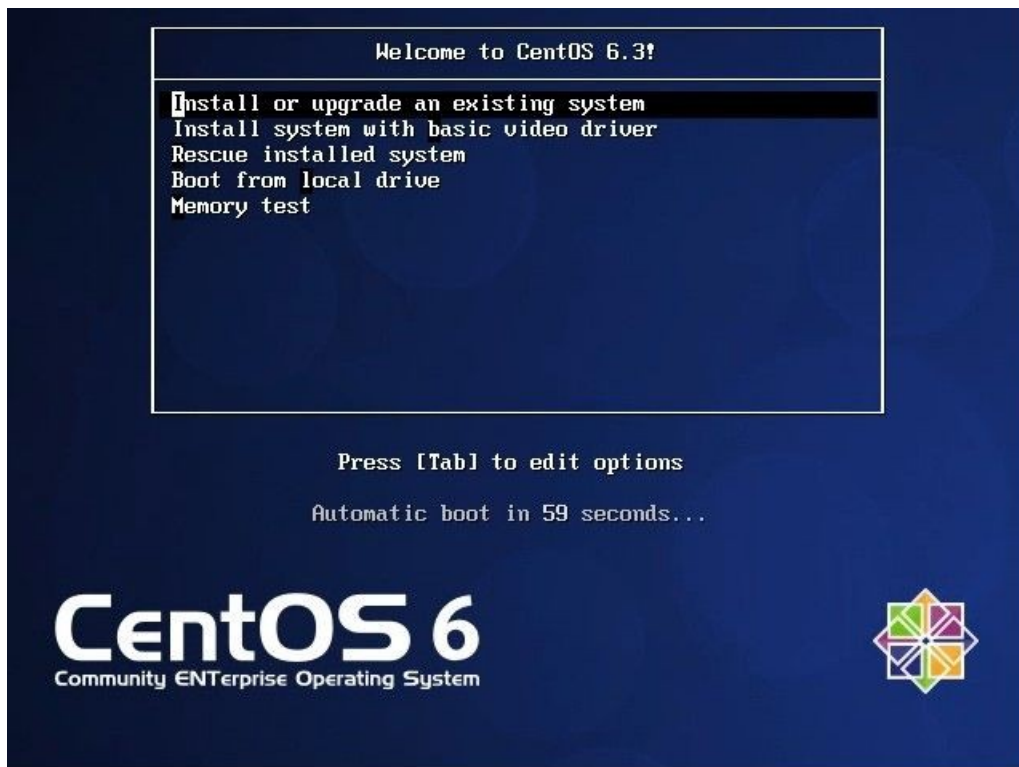 Welcome to CentOS 6.3!
Install or upgrade an existing system
Install system with basic video driver
Rescue installed system
Boot from local drive
Memory test
Press [Tab] to edit options
Automatic boot in 59 seconds...
CentOS 6
Community ENTerprise Operating System